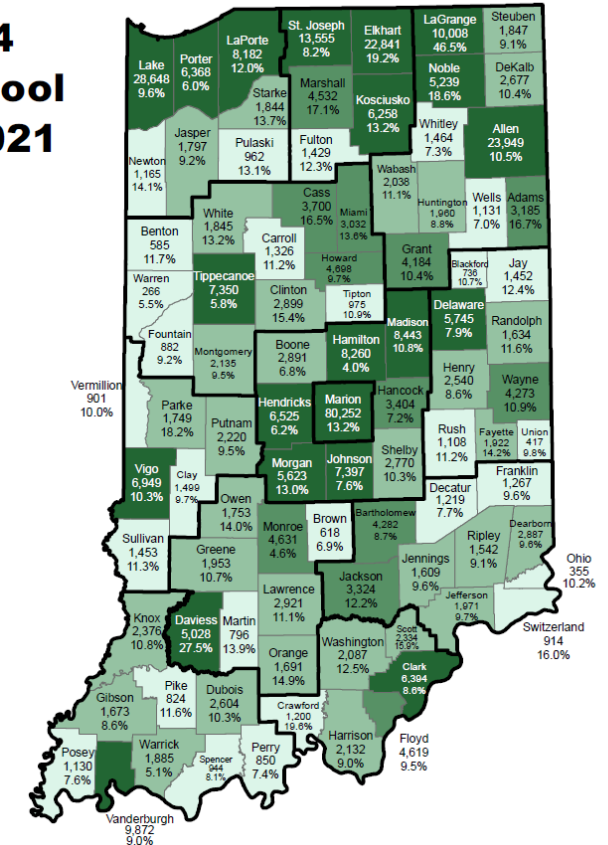 4
ool
021
Lake
28,648
9.6%
Porter
6,368
6.0%
LaPorte
8,182
12.0%
St. Joseph
13,555
8.2%
Elkhart
22,841
19.2%
LaGrange
10,008
46.5%
Steuben
1,847
9.1%
Noble
5,239
18.6%
DeKalb
2,677
10.4%
Starke
1,844
13.7%
Marshall
4,532
17.1%
Kosciusko
6,258
13.2%
Whitley
1,464
7.3%
Allen
23,949
10.5%
Newton
1,165
14.1%
Jasper
1,797
9.2%
Pulaski
962
13.1%
Fulton
1,429
12.3%
Wabash
2,038
11.1%
Huntington
1,960
8.8%
Wells
1,131
7.0%
Adams
3,185
16.7%
Benton
585
11.7%
White
1,845
13.2%
Carroll
1,326
11.2%
Cass
3,700
16.5%
Miami
3,032
13.6%
Howard
4,698
9.7%
Grant
4,184
10.4%
Blackford
736
10.7%
Jay
1,452
12.4%
Warren
266
5.5%
Tippecanoe
7,350
5.8%
Clinton
2,899
15.4%
Tipton
975
10.9%
Madison
8,443
10.8%
Delaware
5,745
7.9%
Randolph
1,634
11.6%
Fountain
882
9.2%
Montgomery
2,135
9.5%
Boone
2,891
6.8%
Hamilton
8,260
4.0%
Henry
2,540
8.6%
Wayne
4,273
10.9%
Vermillion
901
10.0%
Parke
1,749
18.2%
Putnam
2,220
9.5%
Hendricks
6,525
6.2%
Marion
80,252
13.2%
Hancock
3,404
7.2%
Rush
1,108
11.2%
Fayette
1,922
14.2%
Union
417
9.8%
Vigo
6,949
10.3%
Clay
1,499
9.7%
Morgan
5,623
13.0%
Johnson
7,397
7.6%
Shelby
2,770
10.3%
Franklin
1,267
9.6%
Decatur
1,219
7.7%
Owen
1,753
14.0%
Monroe
4,631
4.6%
Brown
618
6.9%
Bartholomew
4,282
8.7%
Ripley
1,542
9.1%
Dearborn
2,887
9.6%
Sullivan
1,453
11.3%
Greene
1,953
10.7%
Jennings
1,609
9.6%
Ohio
355
10.2%
Jackson
3,324
12.2%
Jefferson
1,971
9.7%
Switzerland
914
16.0%
Knox
2,376
10.8%
Daviess
5,028
27.5%
Martin
796
13.9%
Lawrence
2,921
11.1%
Orange
1,691
14.9%
Washington
2,087
12.5%
Scott
2,334
15.9%
Clark
6,394
8.6%
Gibson
1,673
8.6%
Pike
824
11.6%
Dubois
2,604
10.3%
Crawford
1,200
19.6%
Harrison
2,132
9.0%
Floyd
4,619
9.5%
Posey
1,130
7.6%
Warrick
1,885
5.1%
Spencer
944
8.1%
Perry
850
7.4%
Vanderburgh
9,872
9.0%